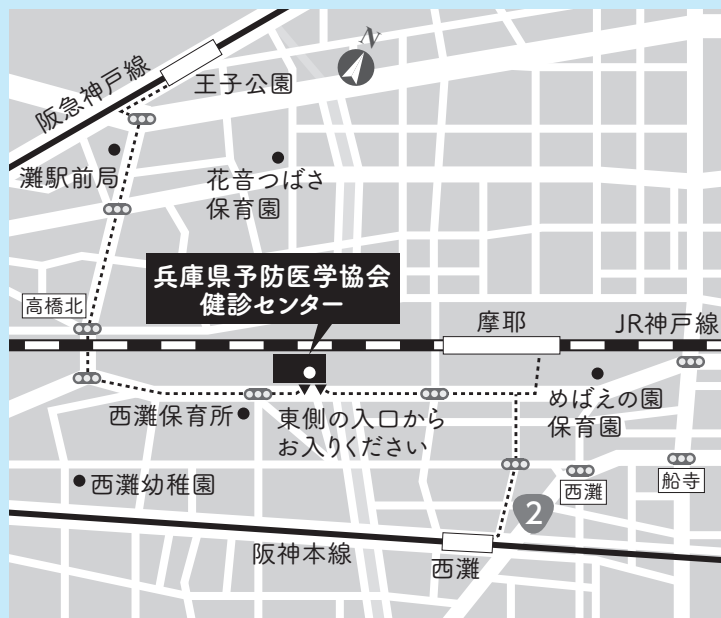 N
阪急神戸線
王子公園
灘駅前局
花音つばさ
保育園
兵庫県予防医学協会
健診センター
高橋北
摩耶
JR神戸線
西灘保育所
東側の入口から
お入りください
めばえの園
保育園
西灘幼稚園
西灘
船寺
2
阪神本線
西灘